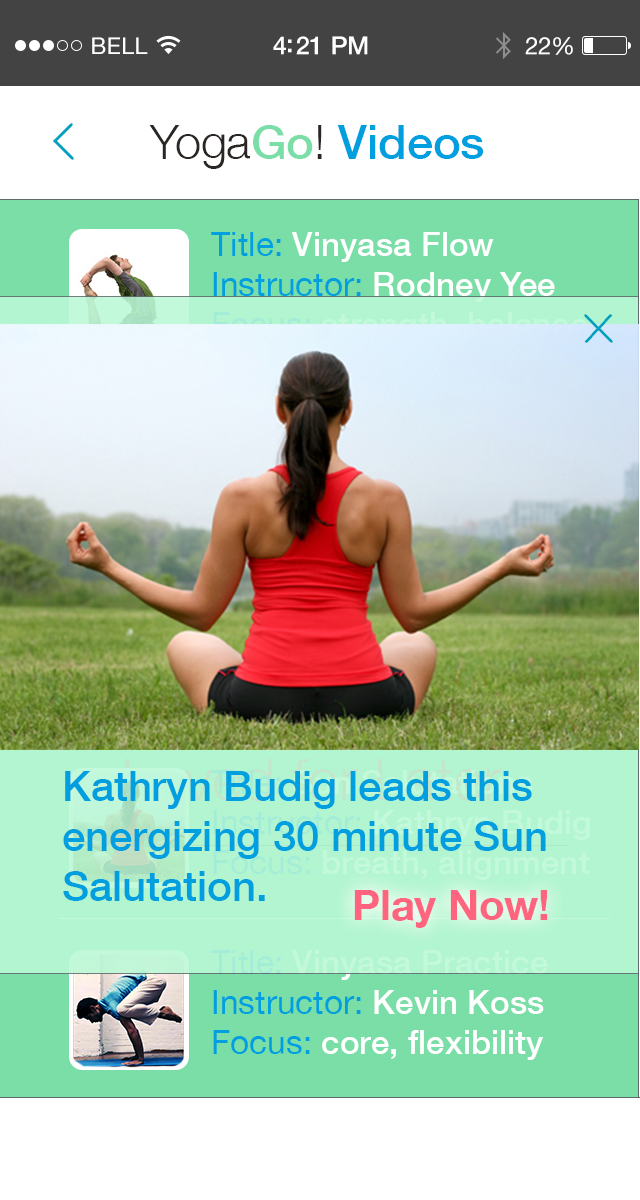 BELL 4:21 PM 22%
YogaGo! Videos
Title: Vinyasa Flow
Instructor: Rodney Yee
Focus: strength, balance
Kathryn Budig leads this
energizing 30 minute Sun
Salutation.
Instructor: Kathryn Budig
Focus: breath, alignment
Play Now!
Title: Vinyasa Practice
Instructor: Kevin Koss
Focus: core, flexibility